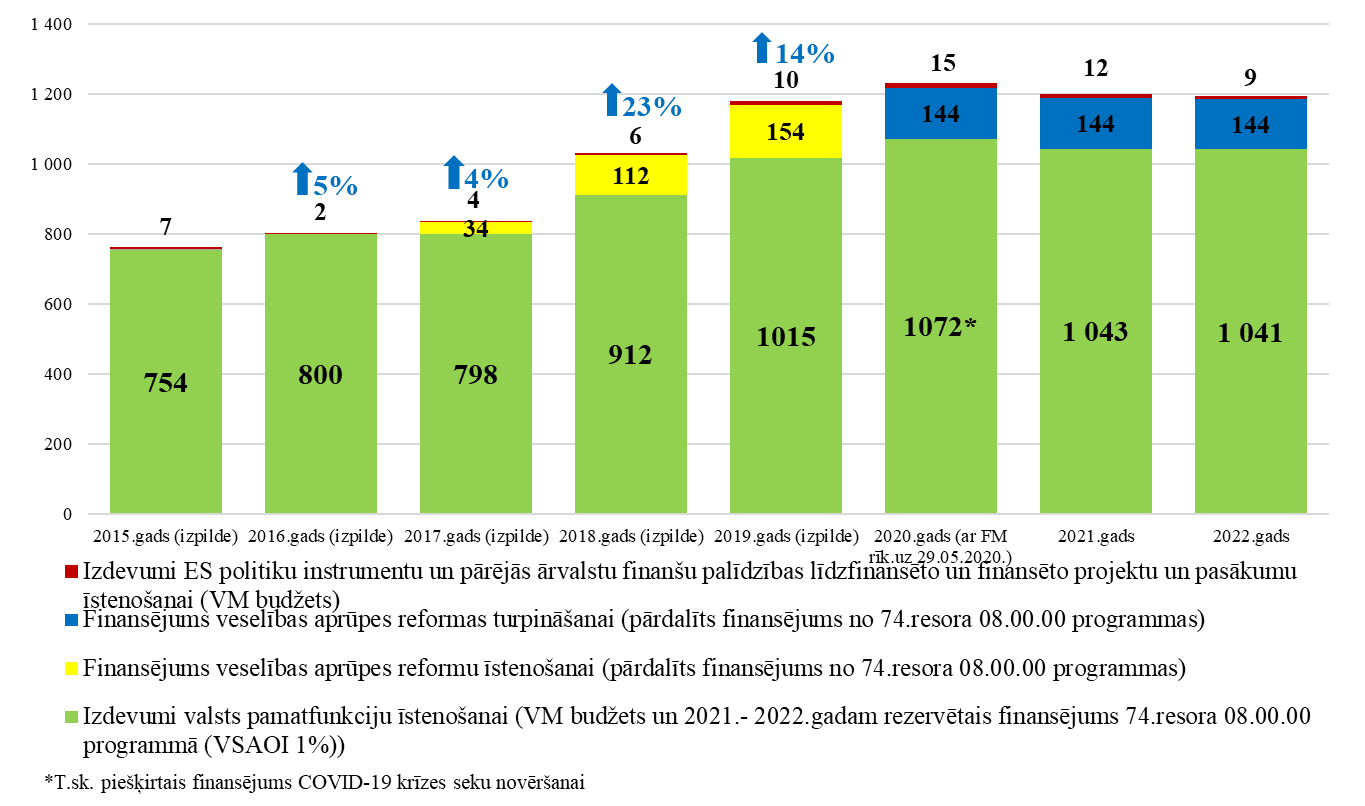 1 400
1 200
1 000
800
600
400
200
0
7
754
5%
2
800
4%
4
34
798
23%
6
112
912
14%
10
154
1015
15
144
1072*
12
144
1 043
9
144
1 041
2015.gads (izpilde)
2016.gads (izpilde)
2017.gads (izpilde)
2018.gads (izpilde)
2019.gads (izpilde)
2020.gads (ar FM
rīk.uz 29.05.2020.)
2021.gads
2022.gads
Izdevumi ES politiku instrumentu un pārējās ārvalstu finanšu palīdzības līdzfinansēto un finansēto projektu un pasākumu
īstenošanai (VM budžets)
Finansējums veselības aprūpes reformas turpināšanai (pārdalīts finansējums no 74.resora 08.00.00 programmas)
Finansējums veselības aprūpes reformu īstenošanai (pārdalīts finansējums no 74.resora 08.00.00 programmas)
Izdevumi valsts pamatfunkciju īstenošanai (VM budžets un 2021.- 2022.gadam rezervētais finansējums 74.resora 08.00.00
programmā (VSAOI 1%))
*T.sk. piešķirtais finansējums COVID-19 krīzes seku novēršanai